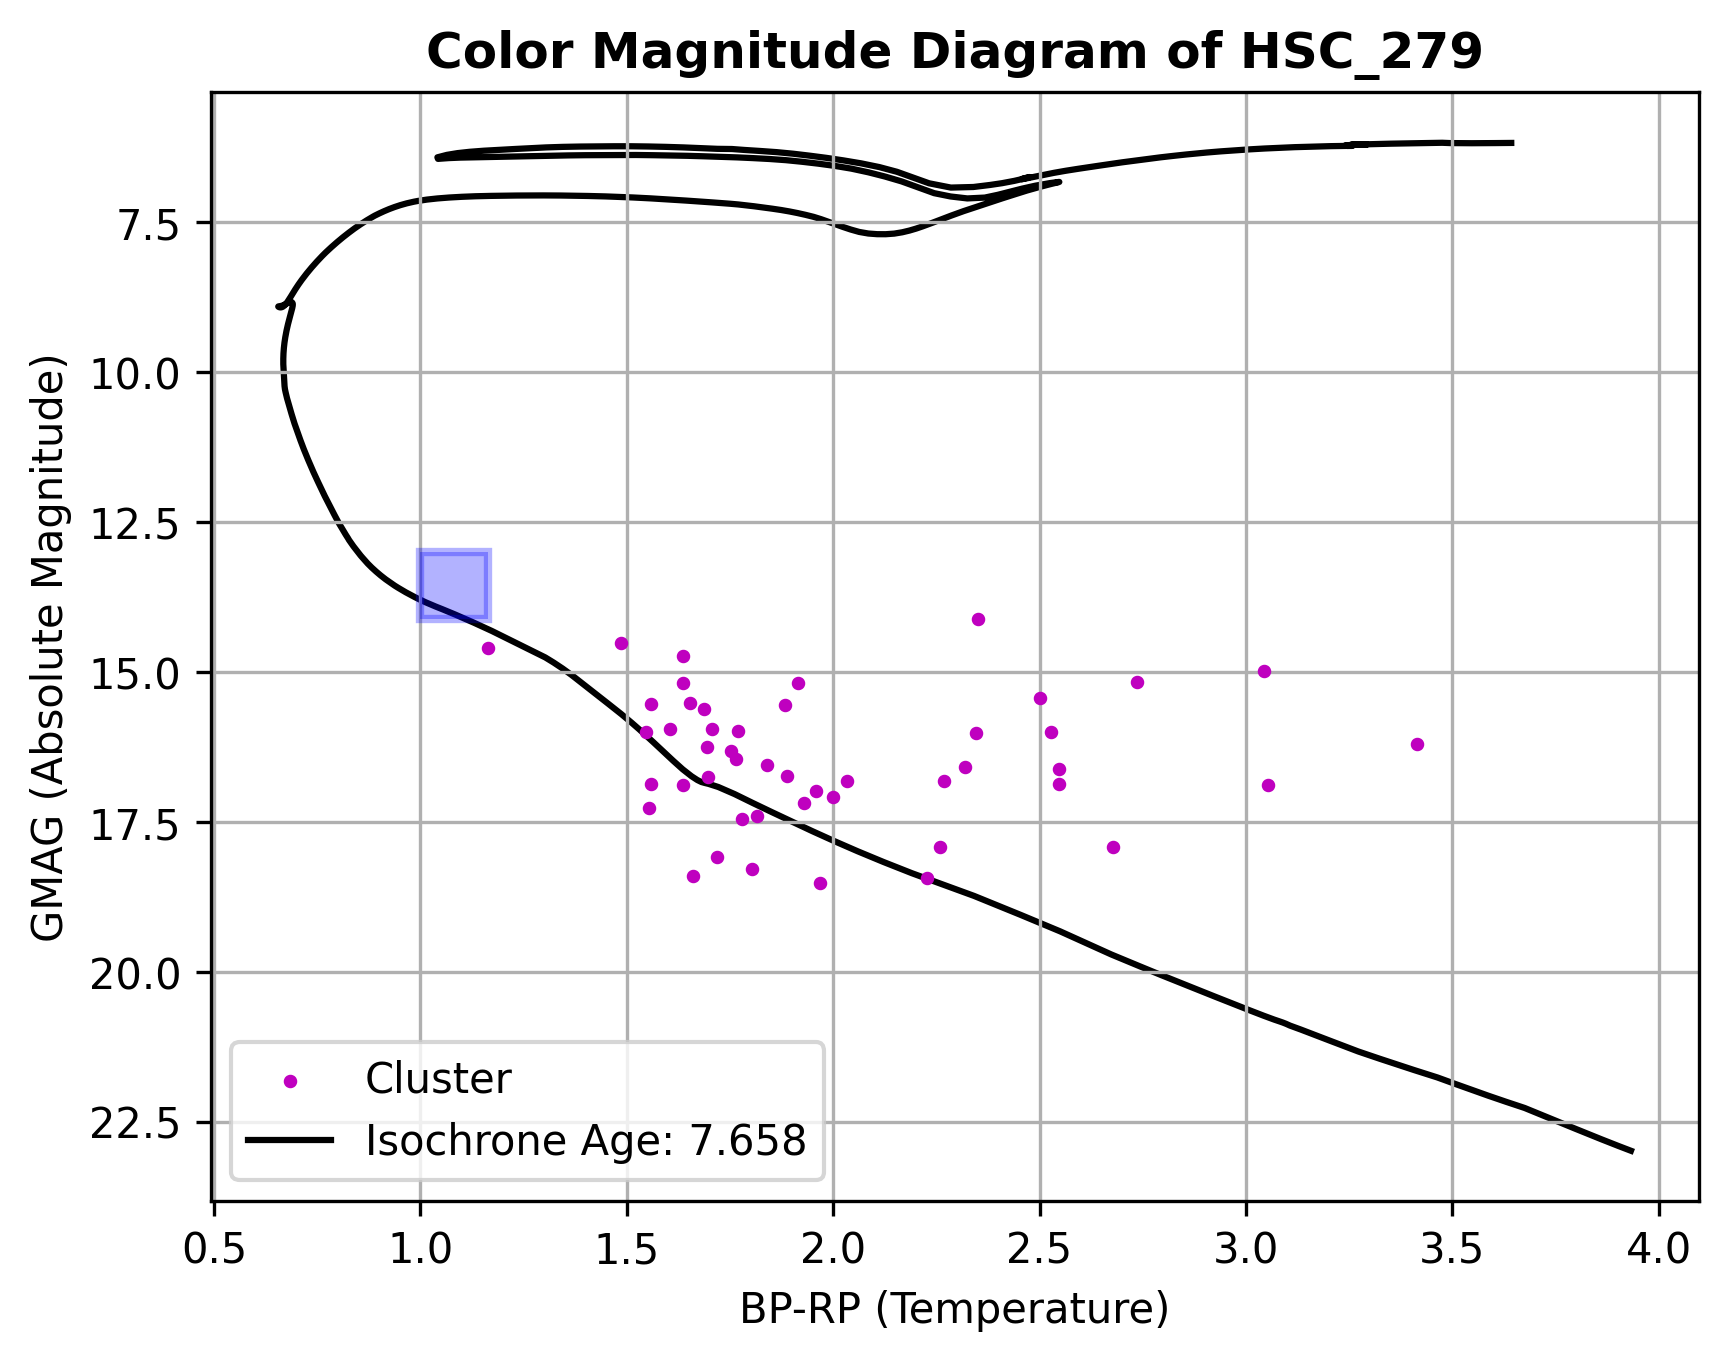 Color Magnitude Diagram of HSC_279
GMAG (Absolute Magnitude)
7.5
10.0
12.5
15.0
17.5
20.0
22.5
Cluster
Isochrone Age: 7.658
0.5 1.0 1.5 2.0 2.5 3.0 3.5 4.0
BP-RP (Temperature)